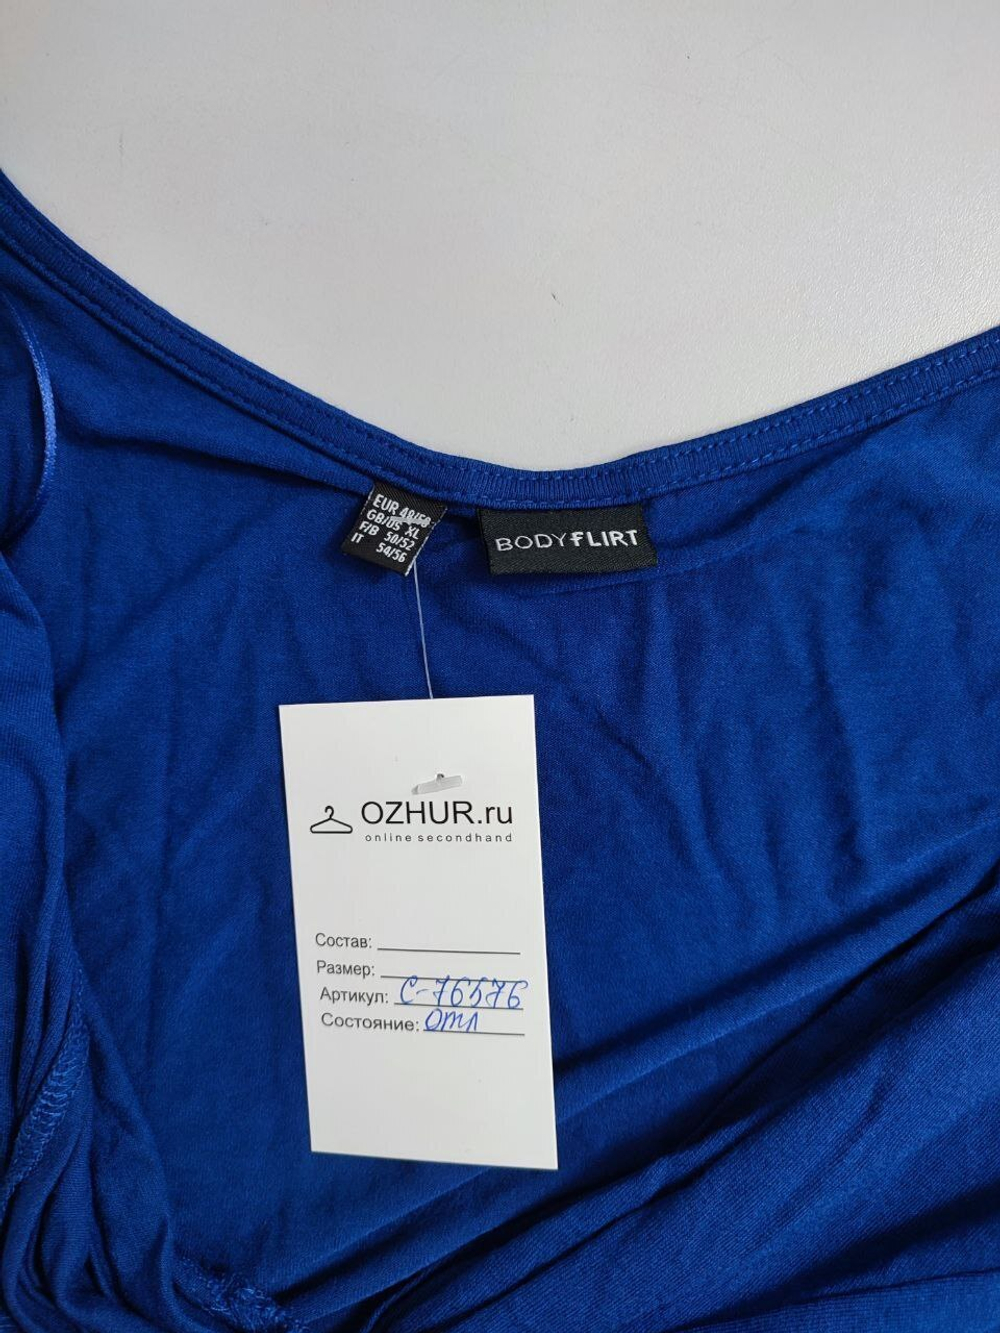 EUR 48/50
GB/US XL
F/B 50/52
IT 54/56
BODYFLIRT
OZHUR.ru
online secondhand
Состав:
Размер:
Артикул: С-76576
Состояние: отл